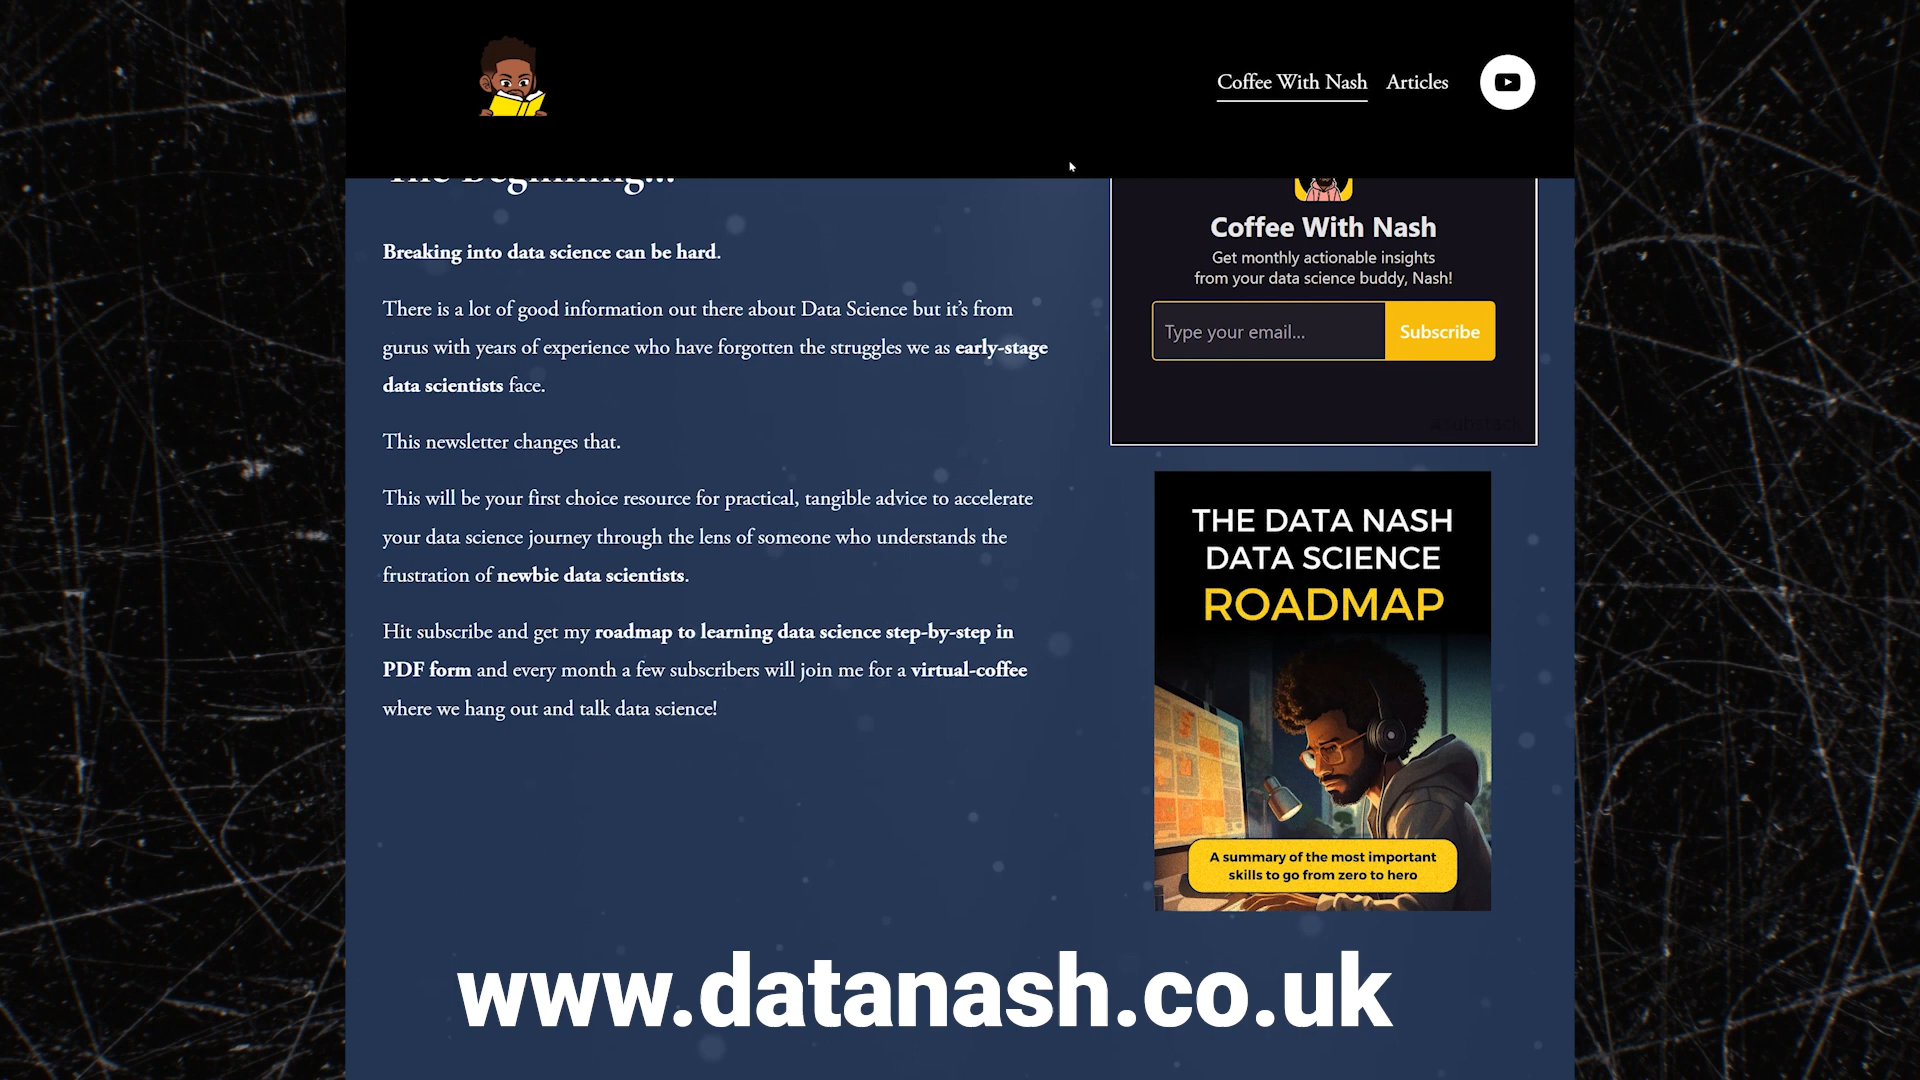 Coffee With Nash
Articles
The Beginning...
Breaking into data science can be hard.
There is a lot of good information out there about Data Science but it’s from
gurus with years of experience who have forgotten the struggles we as early-stage
data scientists face.
This newsletter changes that.
This will be your first choice resource for practical, tangible advice to accelerate
your data science journey through the lens of someone who understands the
frustration of newbie data scientists.
Hit subscribe and get my roadmap to learning data science step-by-step in
PDF form and every month a few subscribers will join me for a virtual-coffee
where we hang out and talk data science!
Coffee With Nash
Get monthly actionable insights
from your data science buddy, Nash!
Type your email...
Subscribe
substack
THE DATA NASH
DATA SCIENCE
ROADMAP
A summary of the most important
skills to go from zero to hero
www.datanash.co.uk